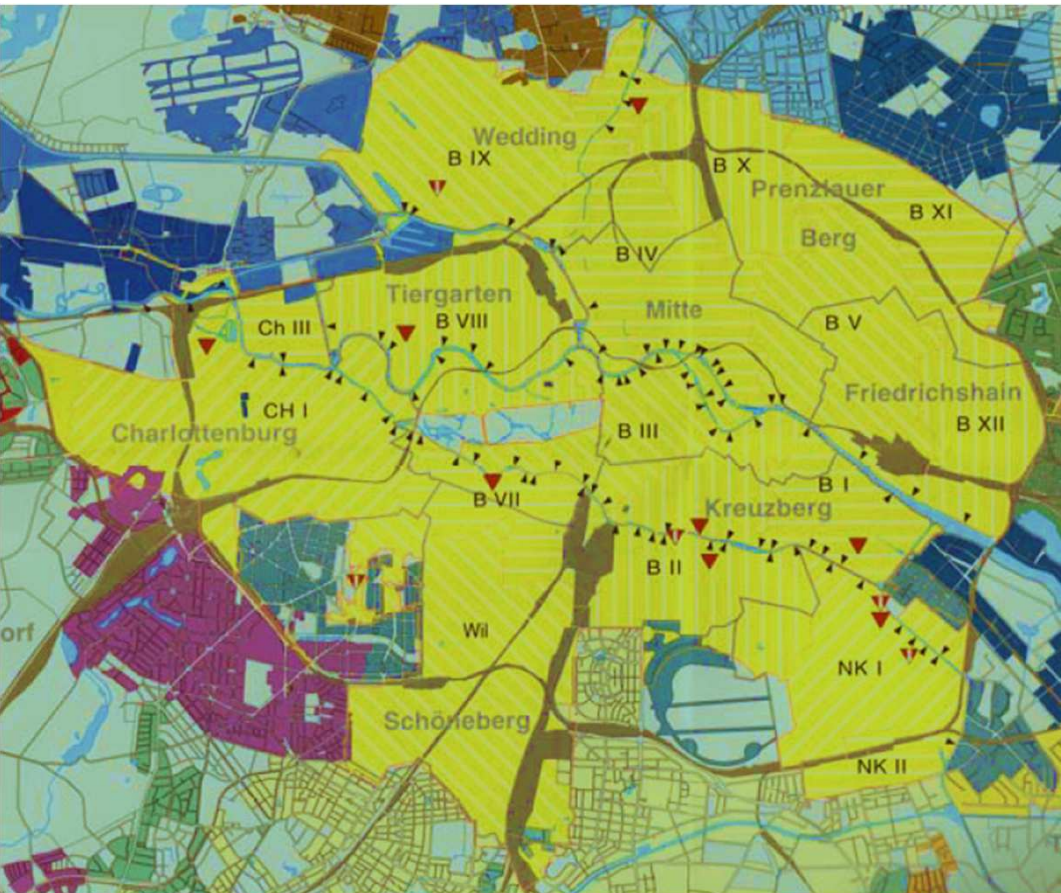 Wedding
B IX
B X
Prenzlauer
B XI
Berg
B IV
Tiergarten
Mitte
Ch III
B VIII
B V
Friedrichshain
CH I
Charlottenburg
B III
B XII
B I
B VII
Kreuzberg
B II
orf
Wil
NK I
Schöneberg
NK II